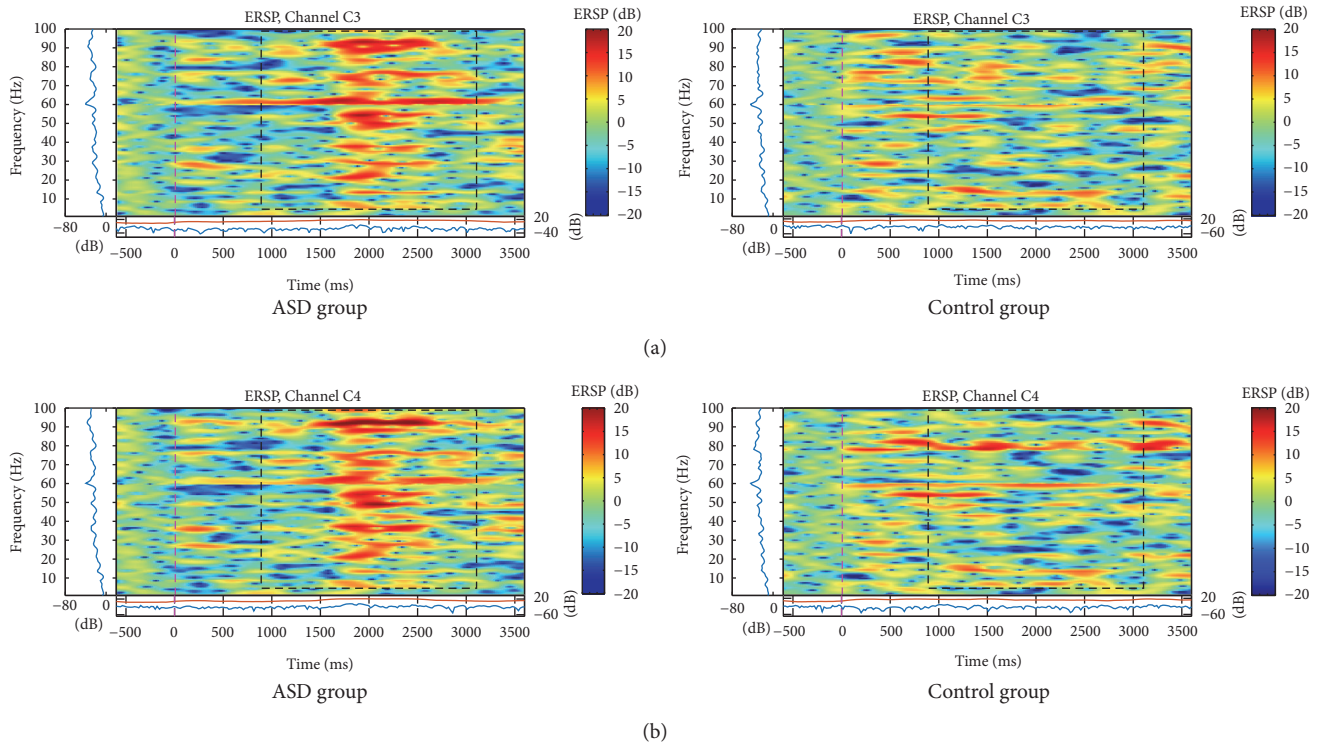 ERSP, Channel C3
ERSP (dB)
Frequency (Hz)
100
90
80
70
60
50
40
30
20
10
20
15
10
5
0
−5
−10
−15
−20
−80 0
(dB)
20
−40
(dB)
−500 0 500 1000 1500 2000 2500 3000 3500
Time (ms)
ASD group
ERSP, Channel C3
ERSP (dB)
Frequency (Hz)
100
90
80
70
60
50
40
30
20
10
20
15
10
5
0
−5
−10
−15
−20
−80 0
(dB)
20
−60
(dB)
−500 0 500 1000 1500 2000 2500 3000 3500
Time (ms)
Control group
(a)
ERSP, Channel C4
ERSP (dB)
Frequency (Hz)
100
90
80
70
60
50
40
30
20
10
20
15
10
5
0
−5
−10
−15
−20
−80 0
(dB)
20
−60
(dB)
−500 0 500 1000 1500 2000 2500 3000 3500
Time (ms)
ASD group
ERSP, Channel C4
ERSP (dB)
Frequency (Hz)
100
90
80
70
60
50
40
30
20
10
20
15
10
5
0
−5
−10
−15
−20
−80 0
(dB)
20
−60
(dB)
−500 0 500 1000 1500 2000 2500 3000 3500
Time (ms)
Control group
(b)